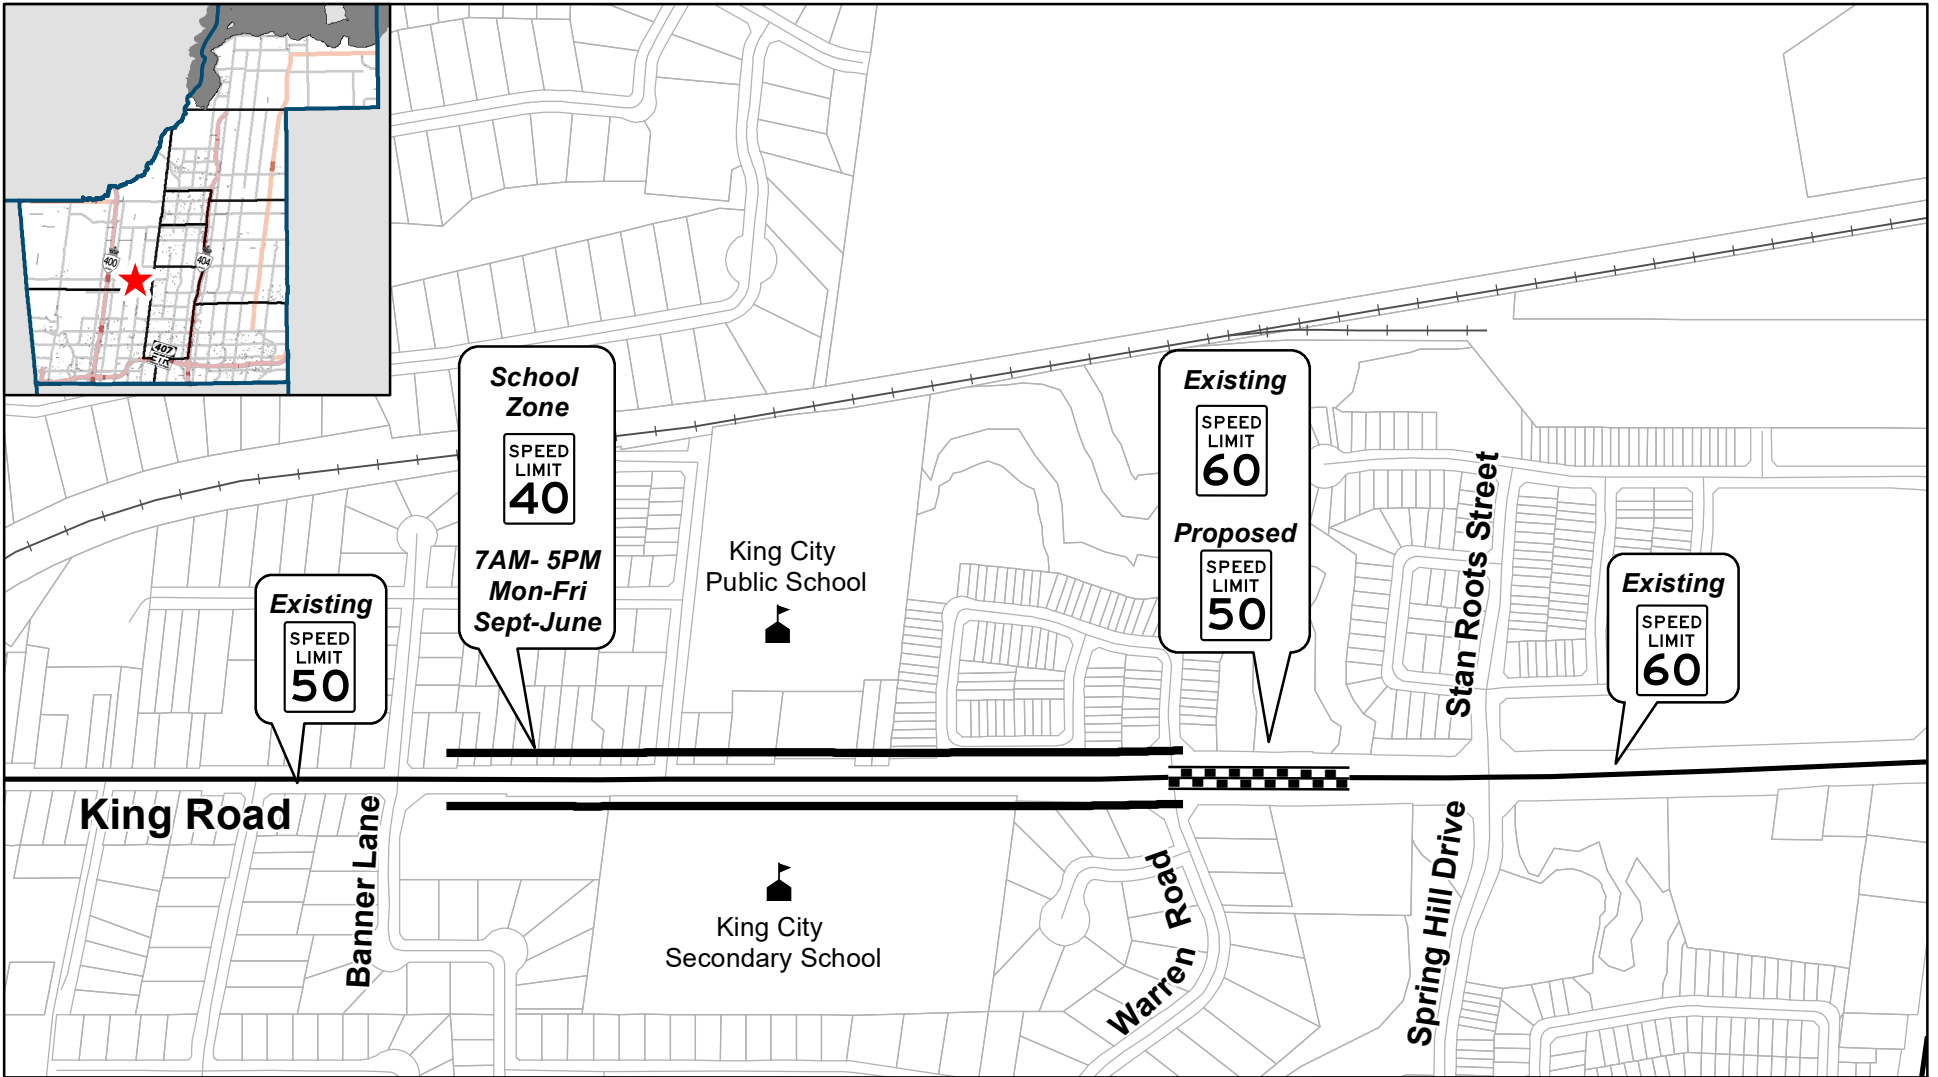 400
404
407
ETR
School
Zone
SPEED
LIMIT
40
7AM- 5PM
Mon-Fri
Sept-June
Existing
SPEED
LIMIT
60
Proposed
SPEED
LIMIT
50
Existing
SPEED
LIMIT
50
Existing
SPEED
LIMIT
60
King City
Public School
Stan Roots Street
King Road
Banner Lane
King City
Secondary School
Warren Road
Spring Hill Drive